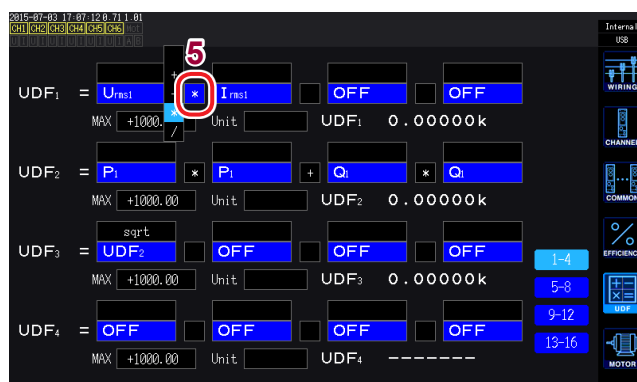 2015-07-03 17:07:12 0.71 1.01
CH1 CH2 CH3 CH4 CH5 CH6 Mot
U I U I U I U I U I U I A B
Internal
USB
5
+
-
*
/
UDF1 = Urms1 * Irms1 OFF OFF
MAX +1000. Unit UDF1 0.00000k
UDF2 = P1 * P1 + Q1 * Q1
MAX +1000.00 Unit UDF2 0.00000k
sqrt
UDF3 = UDF2 OFF OFF OFF
MAX +1000.00 Unit UDF3 0.00000k
UDF4 = OFF OFF OFF OFF
MAX +1000.00 Unit UDF4 -------
1-4
5-8
9-12
13-16
WIRING
CHANNE
COMMON
EFFICIENC
UDF
MOTOR